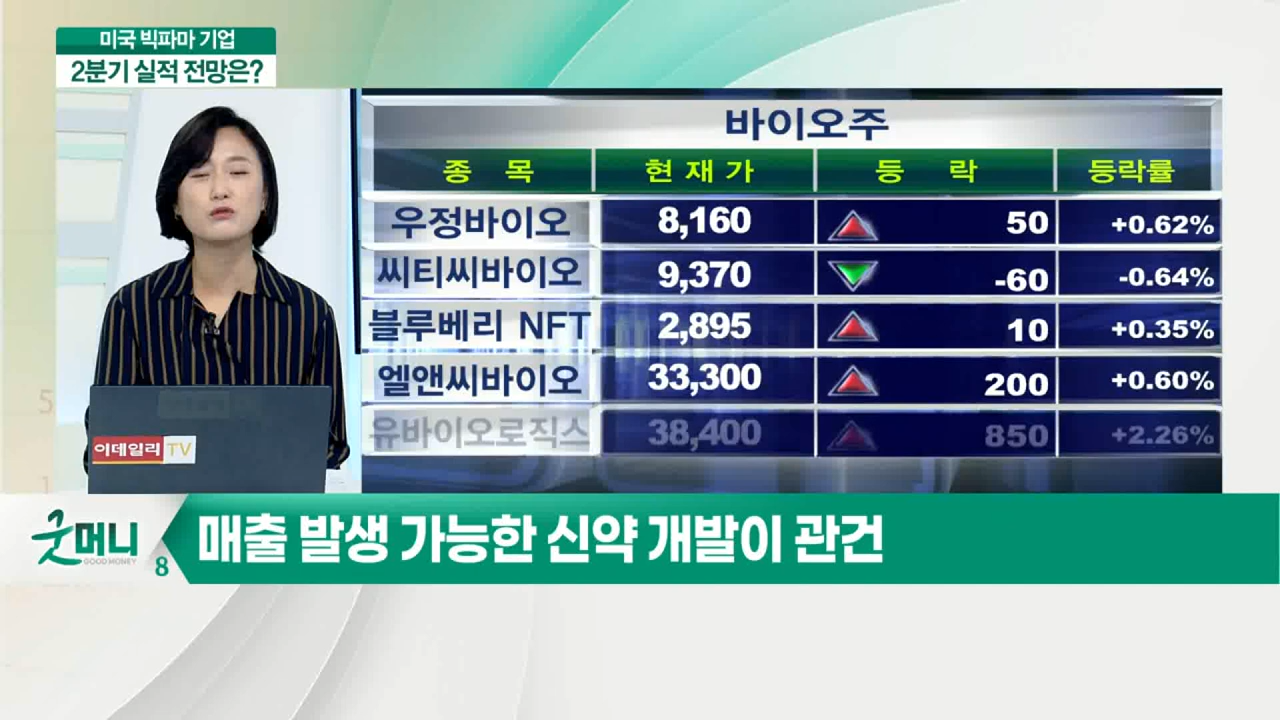 미국 빅파마 기업
2분기 실적 전망은?
바이오주
종 목 현 재 가 등 락 등락률
우정바이오 8,160 50 +0.62%
씨티씨바이오 9,370 -60 -0.64%
블루베리 NFT 2,895 10 +0.35%
엘앤씨바이오 33,300 200 +0.60%
유바이오로직스 38,400 850 +2.26%
5
1
이데일리 TV
굿머니
GOOD MONEY
8
매출 발생 가능한 신약 개발이 관건